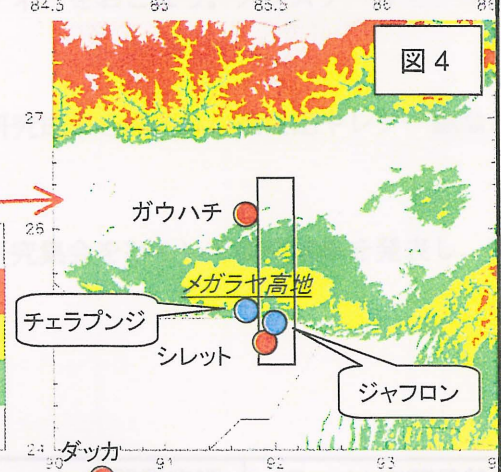 図4
27
ガウハチ
26
メガラヤ高地
チェラプンジ
シレット
ジャフロン
24
ダッカ
90
91
92
93